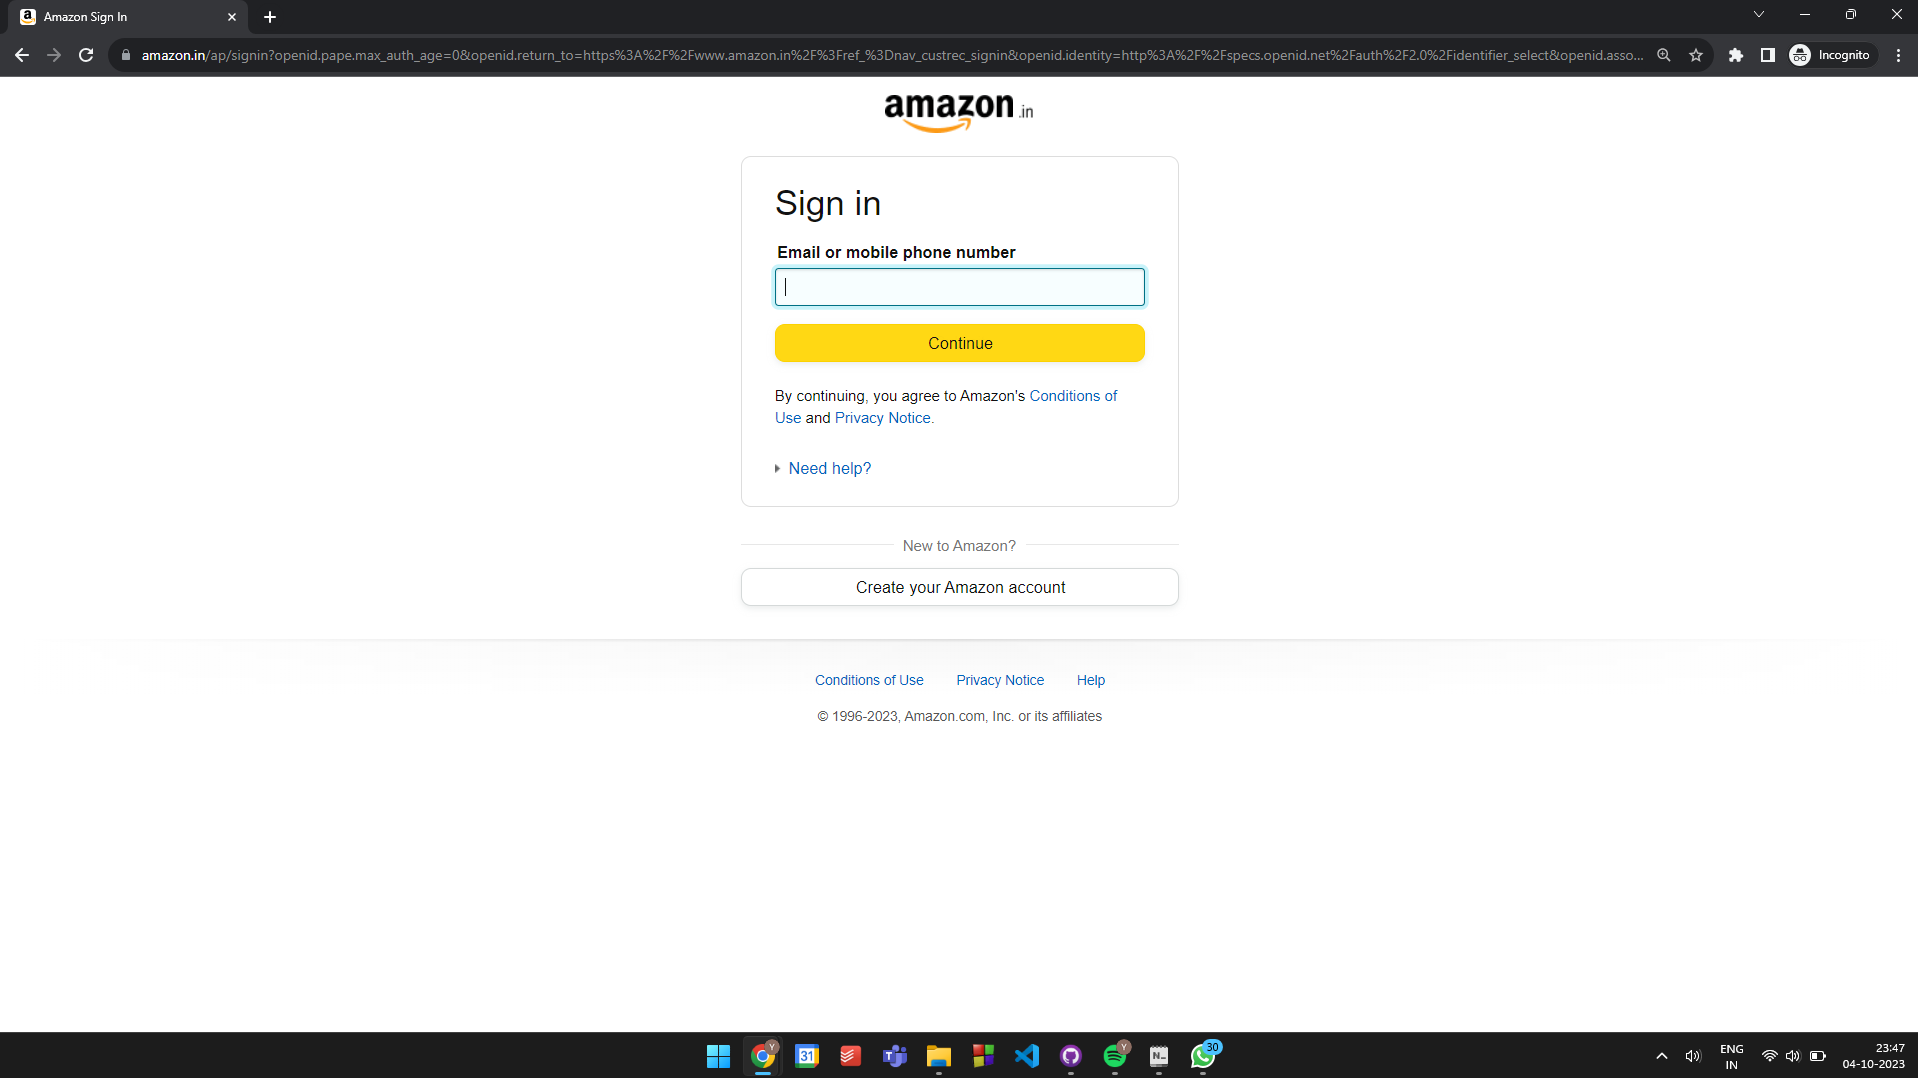 Amazon Sign In
amazon.in/ap/signin?openid.pape.max_auth_age=0&openid.return_to=https%3A%2F%2Fwww.amazon.in%2F%3Fref_%3Dnav_custrec_signin&openid.identity=http%3A%2F%2Fspecs.openid.net%2Fauth%2F2.0%2Fidentifier_select&openid.asso...
Incognito
amazon.in
Sign in
Email or mobile phone number
Continue
By continuing, you agree to Amazon's Conditions of
Use and Privacy Notice.
Need help?
New to Amazon?
Create your Amazon account
Conditions of Use Privacy Notice Help
© 1996-2023, Amazon.com, Inc. or its affiliates
Y
31
T
Y
N
30
ENG
IN
23:47
04-10-2023